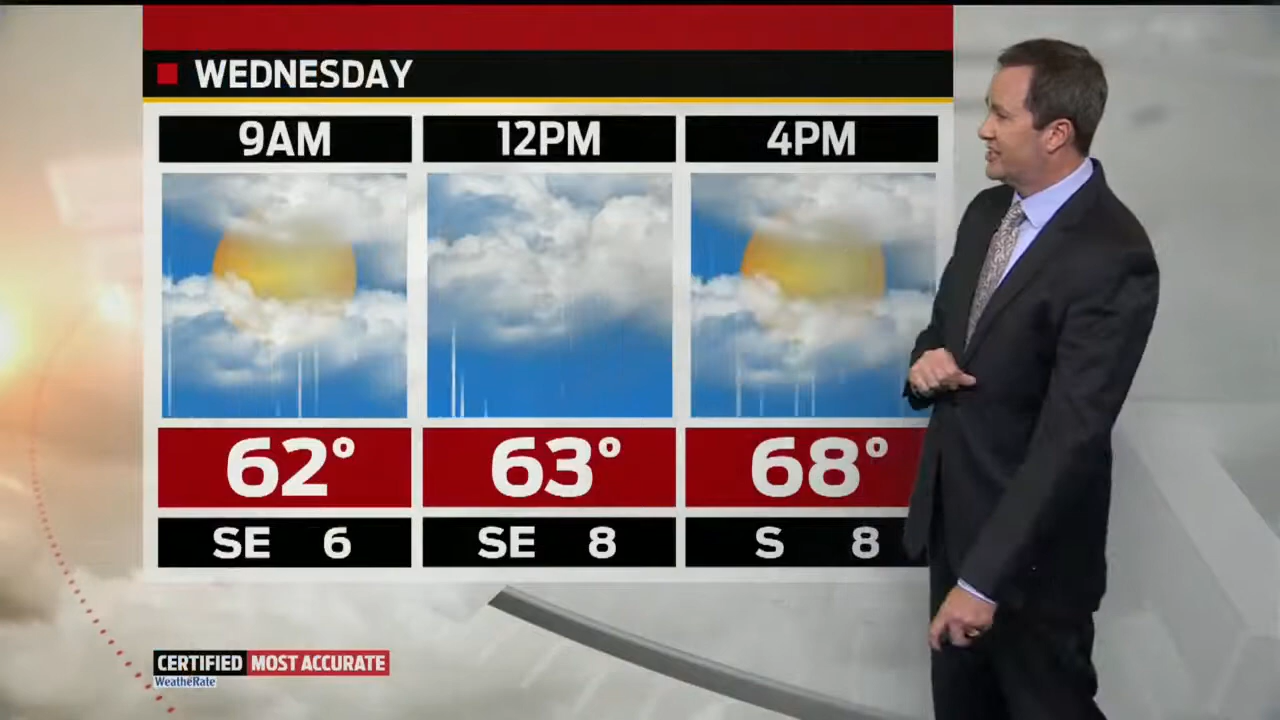 WEDNESDAY
9AM 12PM 4PM
62° 63° 68°
SE 6 SE 8 S 8
CERTIFIED MOST ACCURATE
WeatheRate